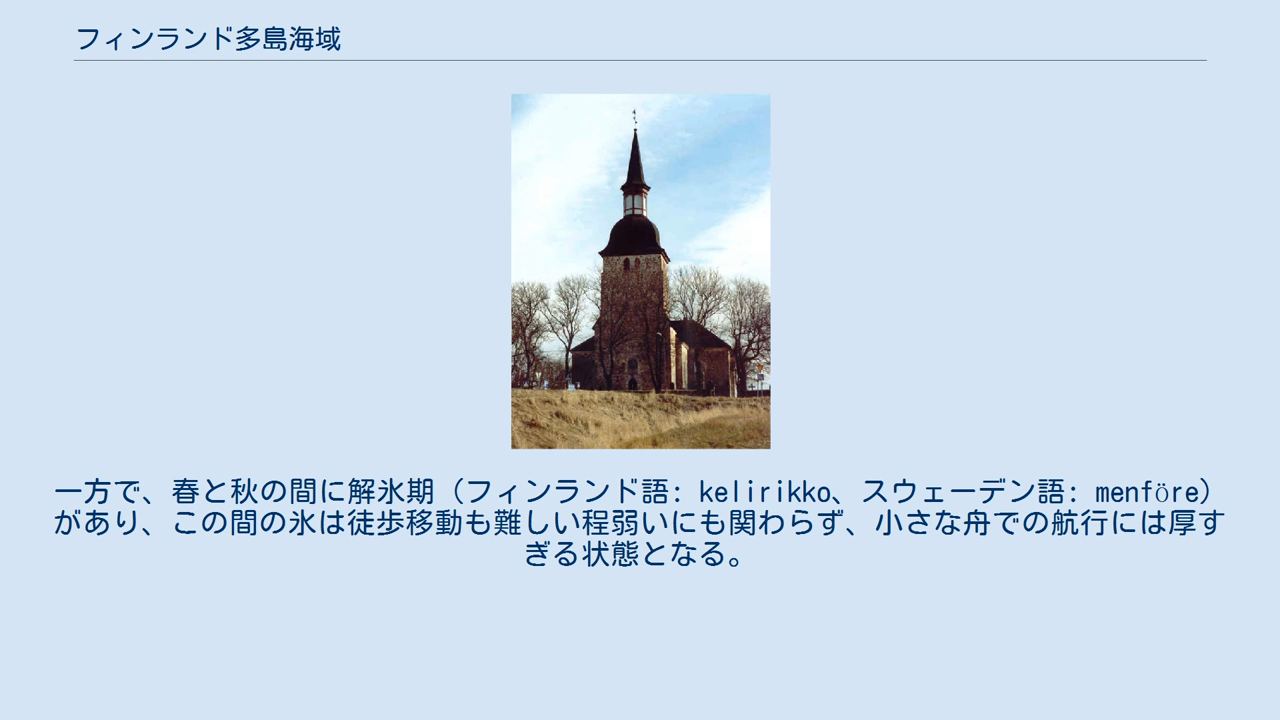 フィンランド多島海域
一方で、春と秋の間に解氷期（フィンランド語: kelirikko、スウェーデン語: menföre）
があり、この間の氷は徒歩移動も難しい程弱いにも関わらず、小さな舟での航行には厚す
ぎる状態となる。